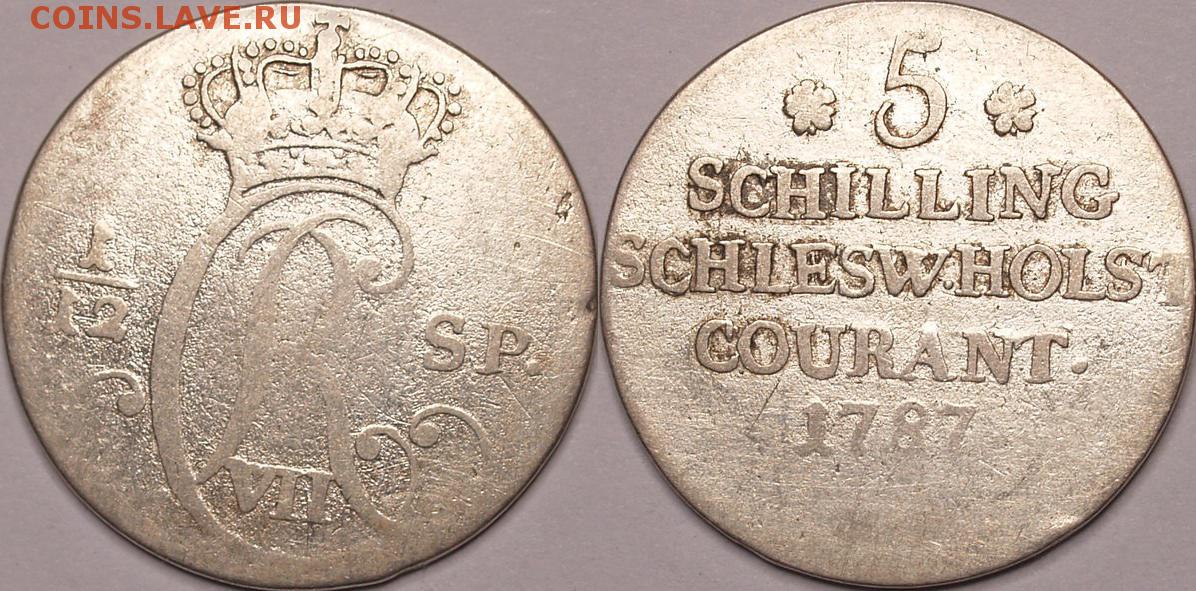 COINS.LAVE.RU
1
12
SP.
VII
5
SCHILLING
SCHLESW.HOLST
COURANT.
1787